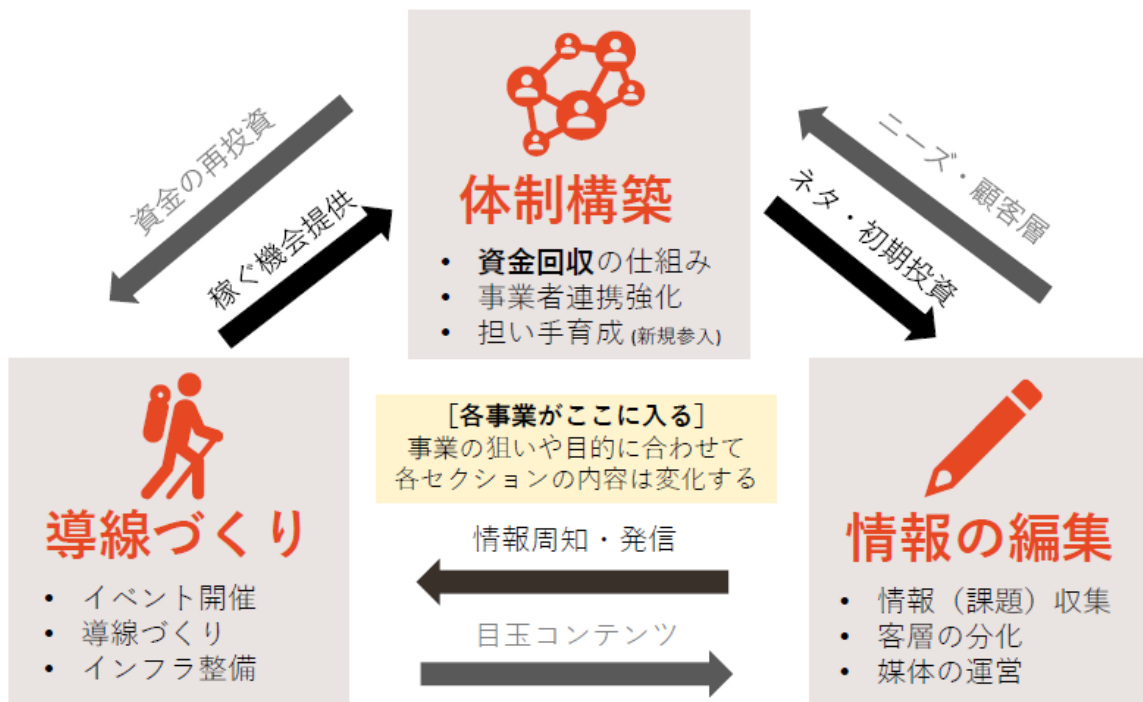 体制構築
• 資金回収の仕組み
• 事業者連携強化
• 担い手育成 (新規参入)
資金の再投資
稼ぐ機会提供
ニーズ・顧客層
ネタ・初期投資
[各事業がここに入る]
事業の狙いや目的に合わせて
各セクションの内容は変化する
導線づくり
• イベント開催
• 導線づくり
• インフラ整備
情報周知・発信
目玉コンテンツ
情報の編集
• 情報（課題）収集
• 客層の分化
• 媒体の運営